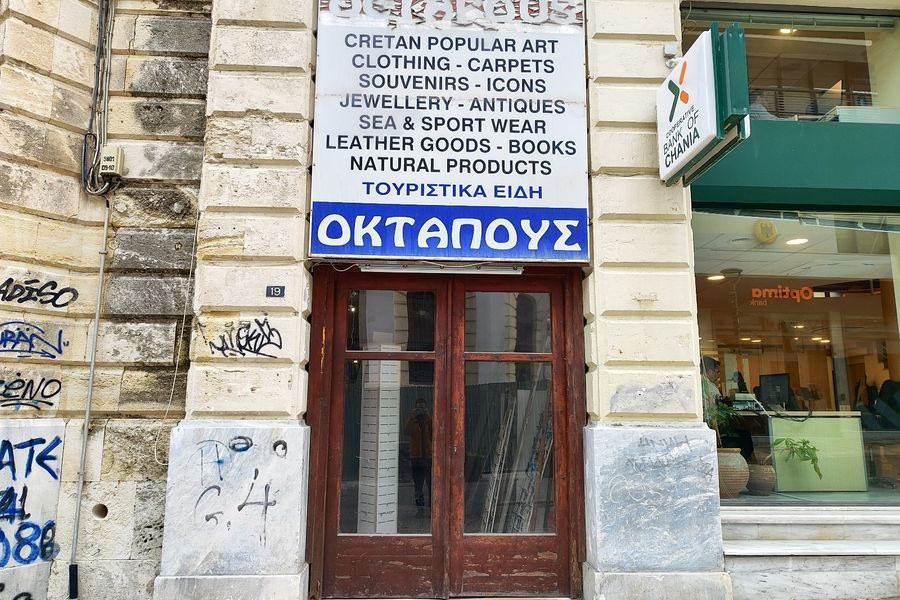 CRETAN POPULAR ART
CLOTHING - CARPETS
SOUVENIRS - ICONS
JEWELLERY - ANTIQUES
SEA & SPORT WEAR
LEATHER GOODS - BOOKS
NATURAL PRODUCTS
ΤΟΥΡΙΣΤΙΚΑ ΕΙΔΗ
ΟΚΤΑΠΟΥΣ
COOPERATIVE
BANK OF
CHANIA
19
Optima
bank